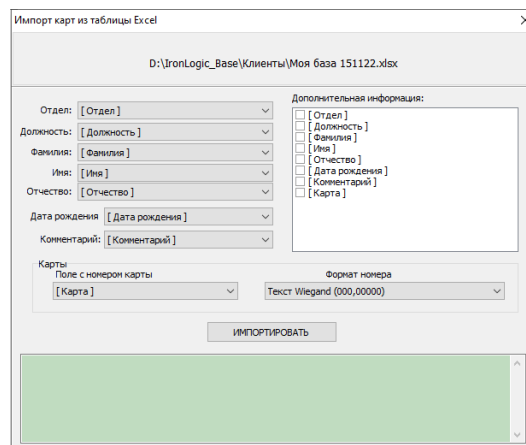 Импорт карт из таблицы Excel
D:\IronLogic_Base\Клиенты\Моя база 151122.xlsx
Дополнительная информация:
Отдел: [ Отдел ]
Должность: [ Должность ]
Фамилия: [ Фамилия ]
Имя: [ Имя ]
Отчество: [ Отчество ]
Дата рождения [ Дата рождения ]
Комментарий: [ Комментарий ]
[ Отдел ]
[ Должность ]
[ Фамилия ]
[ Имя ]
[ Отчество ]
[ Дата рождения ]
[ Комментарий ]
[ Карта ]
Карты
Поле с номером карты
[ Карта ]
Формат номера
Текст Wiegand (000,00000)
ИМПОРТИРОВАТЬ